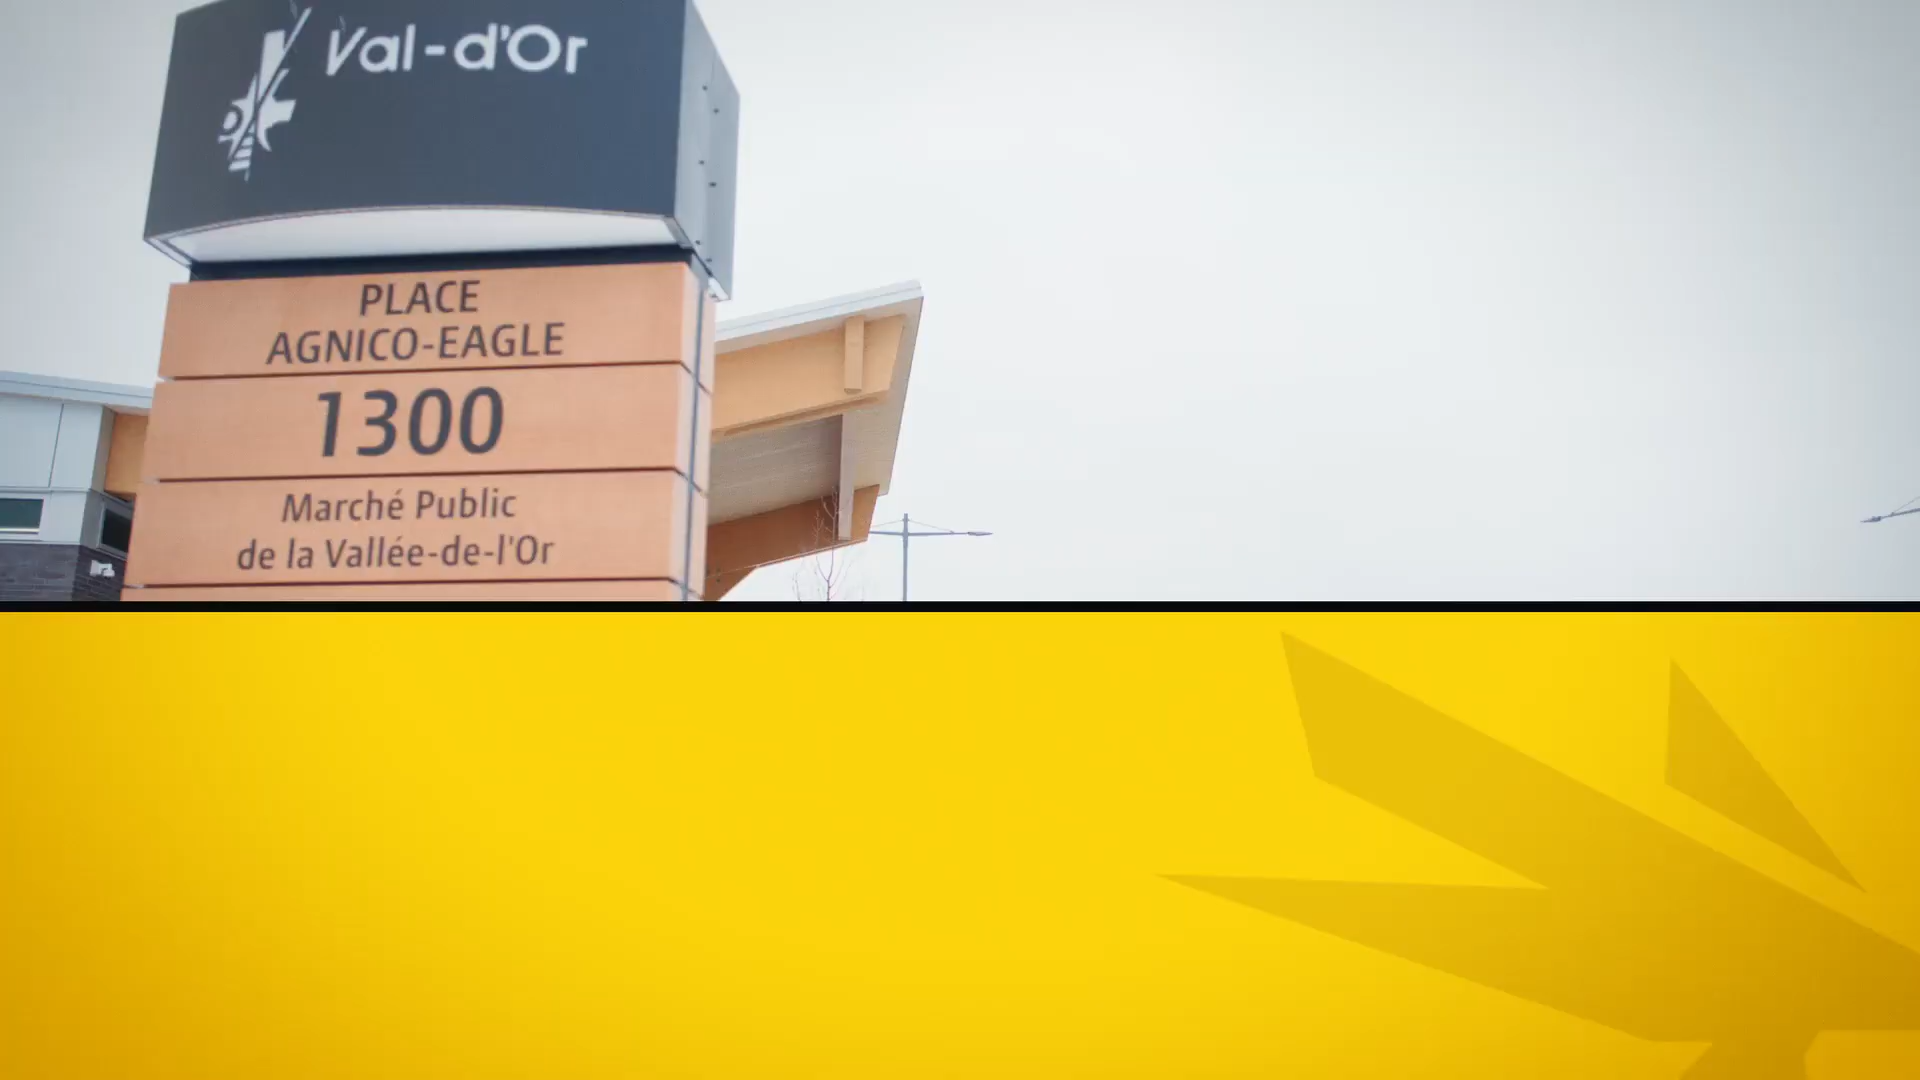 Val-d'Or
PLACE
AGNICO-EAGLE
1300
Marché Public
de la Vallée-de-l'Or